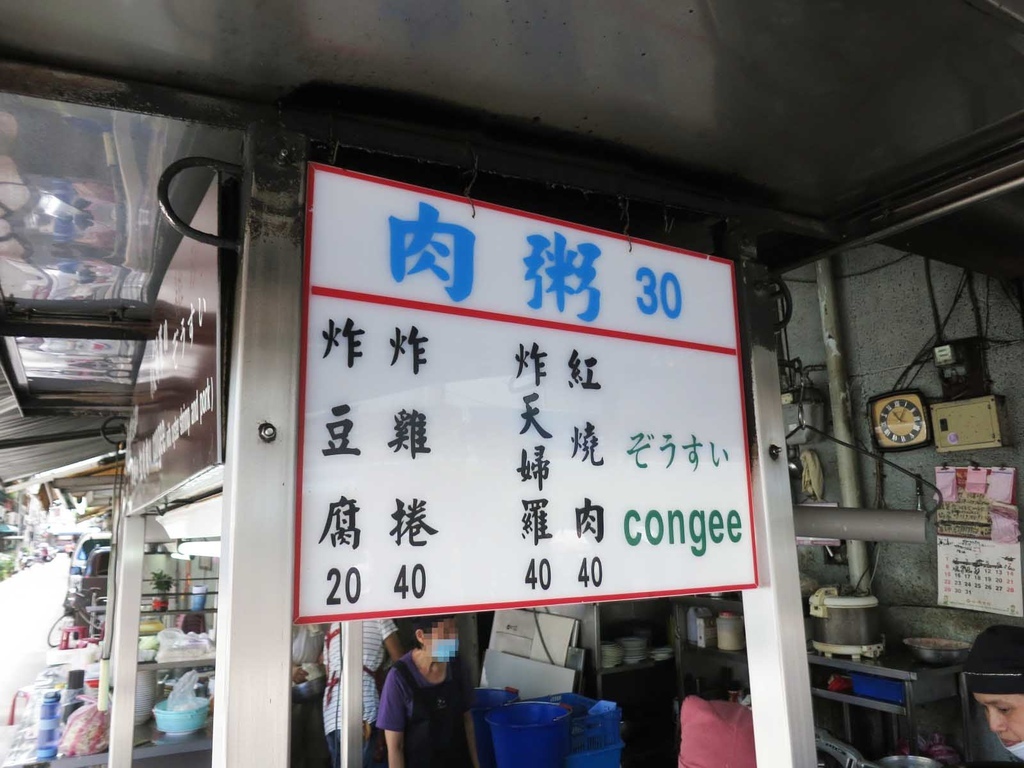 肉粥 30
紅燒肉 40
炸天婦羅 40
炸雞捲 40
炸豆腐 20
ぞうすい
congee